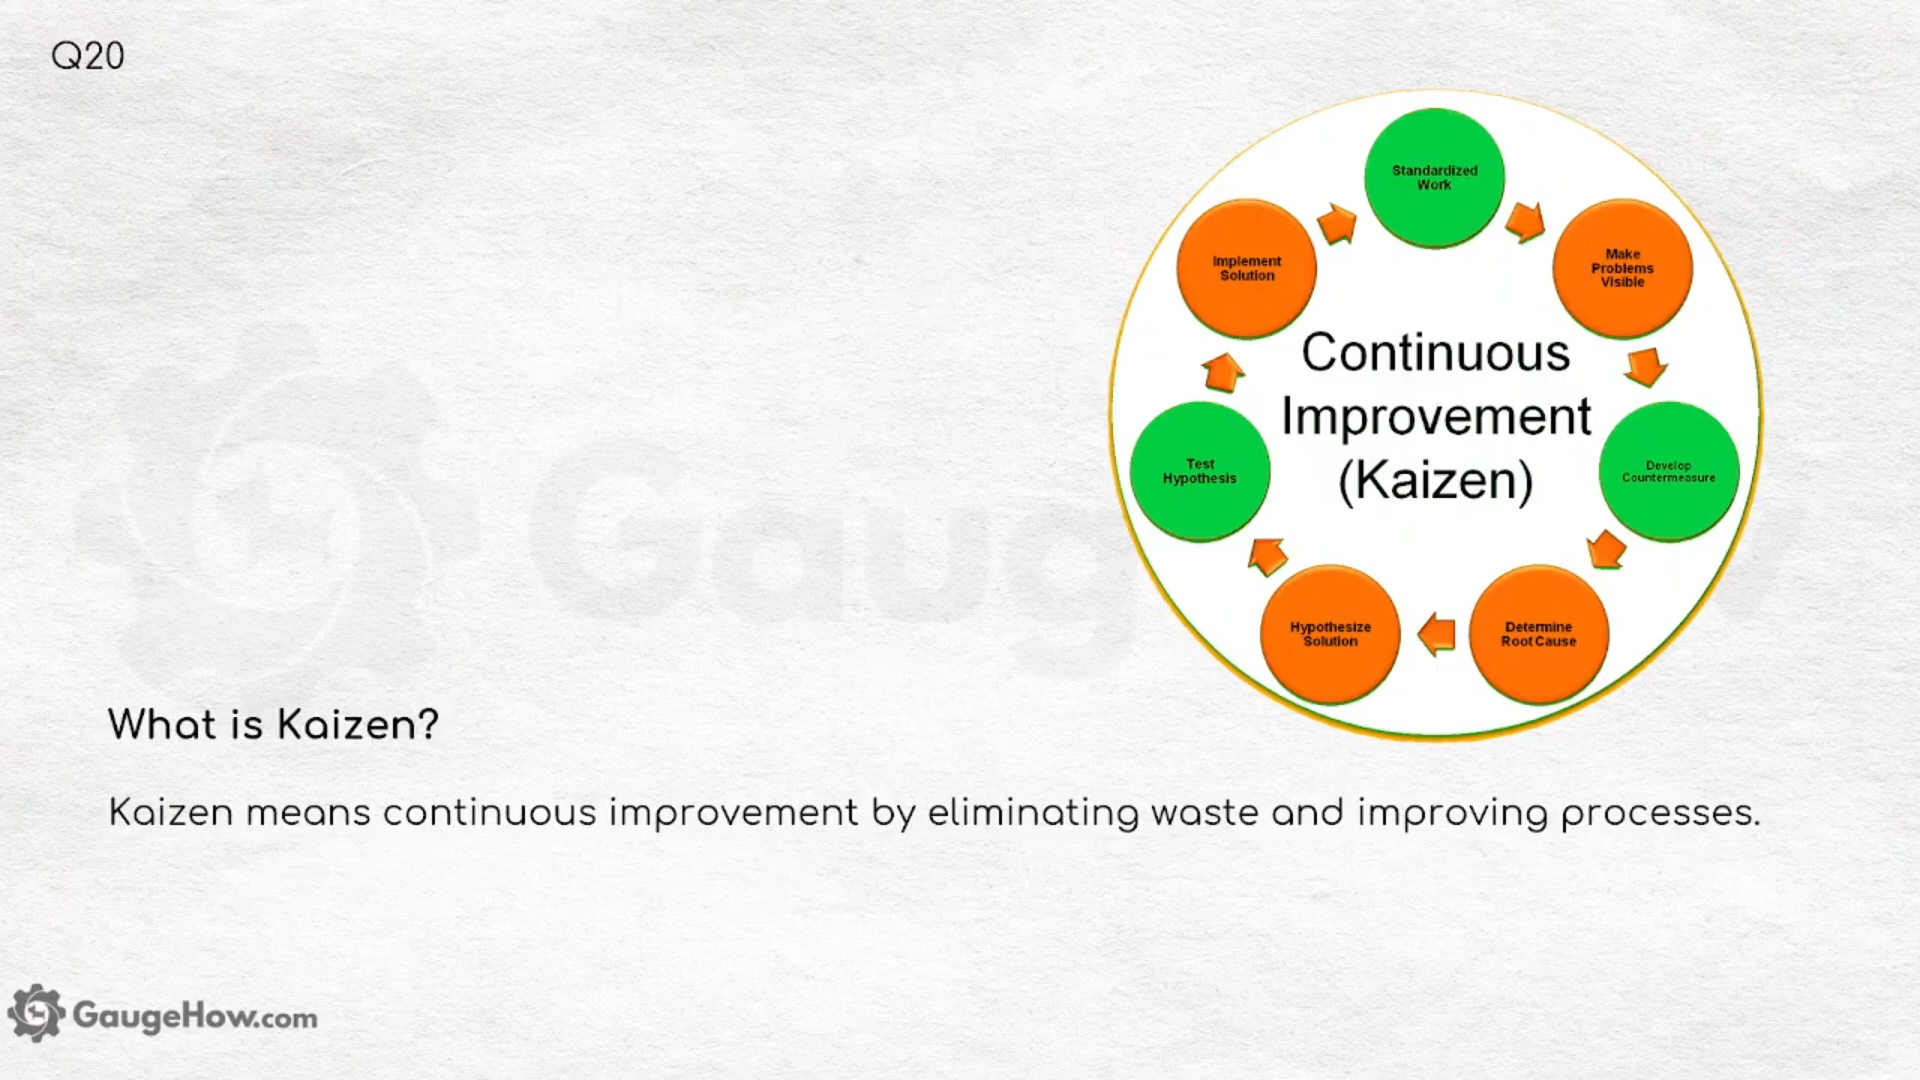 Q20
Standardized
Work
Make
Problems
Visible
Develop
Countermeasure
Determine
Root Cause
Hypothesize
Solution
Test
Hypothesis
Implement
Solution
Continuous
Improvement
(Kaizen)
What is Kaizen?
Kaizen means continuous improvement by eliminating waste and improving processes.
GaugeHow.com